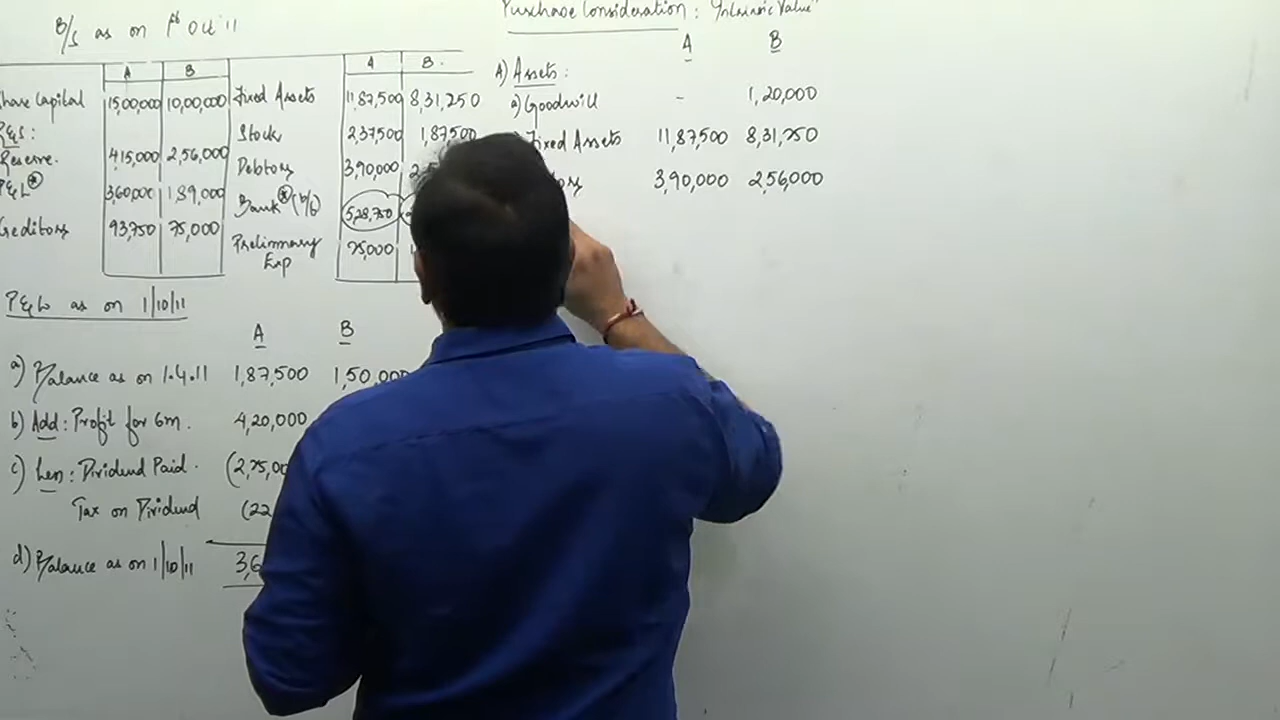 B/S as on 1st Oct '11
A B A B
hare Capital 15,00,000 10,00,000 Fixed Assets 11,87,500 8,31,250
R&S:
Reserve. 4,15,000 2,56,000 Stock 2,37,500 1,87,500
P&L* 3,60,000 1,89,000 Debtors 3,90,000
Creditors 93,750 75,000 Bank* (b/f) 5,28,750
Preliminary Exp 75,000
P&L as on 1/10/11
A B
a) Balance as on 1.4.11 1,87,500 1,50,000
b) Add: Profit for 6m. 4,20,000
c) Less: Dividend Paid. (2,75,00
Tax on Dividend (22
d) Balance as on 1/10/11 3,6
Purchase Consideration: "Intrinsic Value"
A B
A) Assets:
a) Goodwill - 1,20,000
Fixed Assets 11,87,500 8,31,750
ors 3,90,000 2,56,000